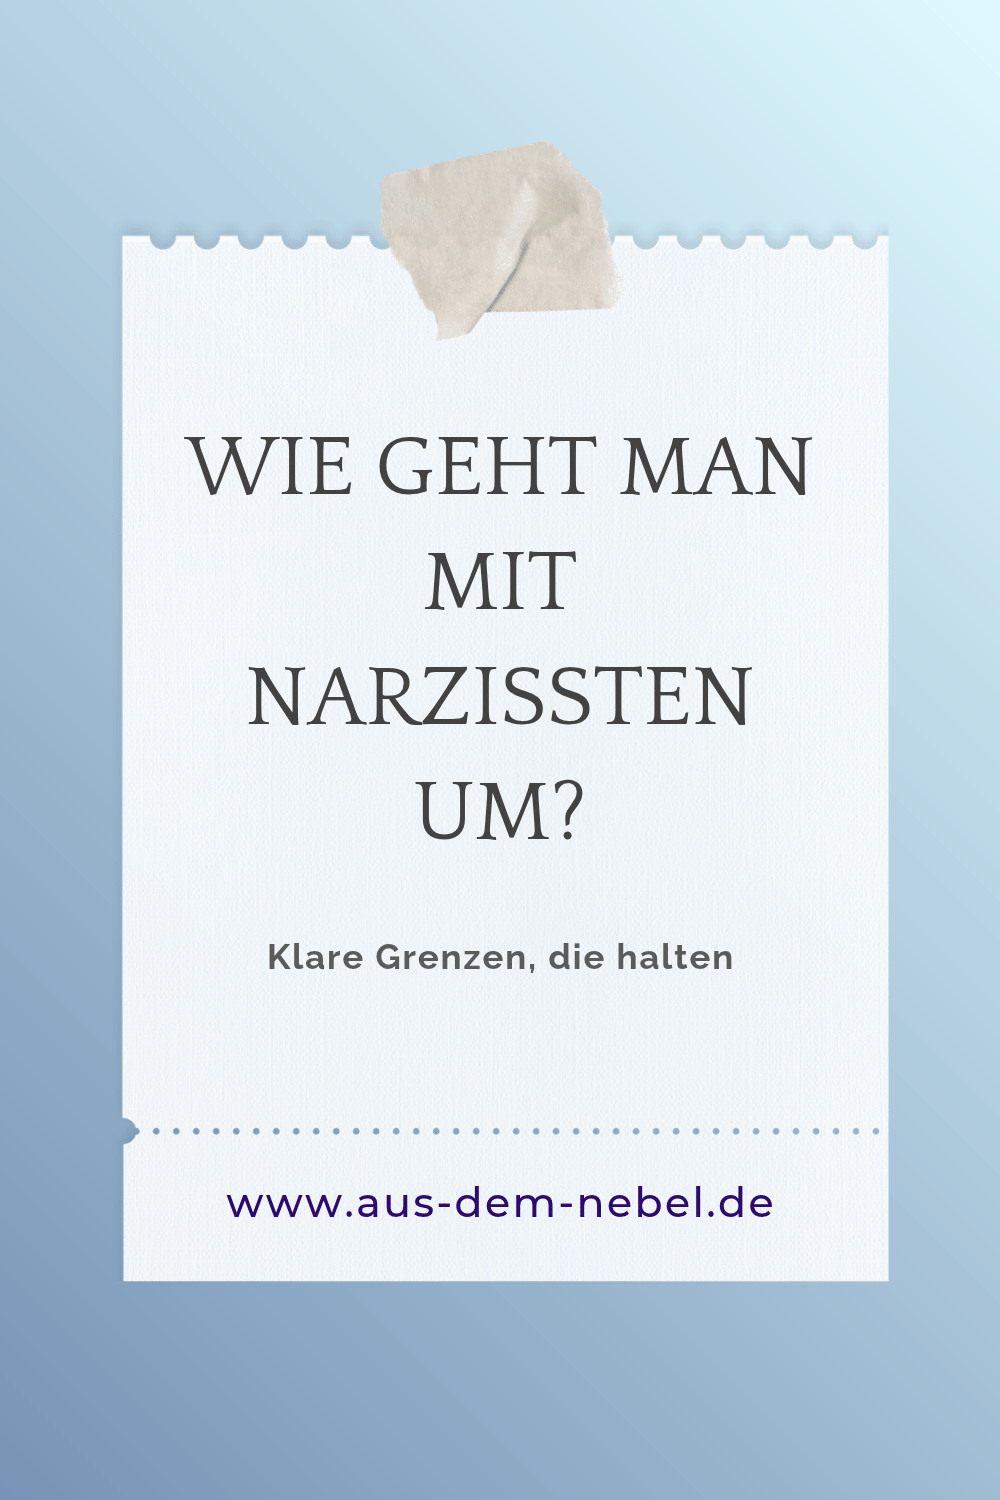 WIE GEHT MAN
MIT
NARZISSTEN
UM?
Klare Grenzen, die halten
www.aus-dem-nebel.de